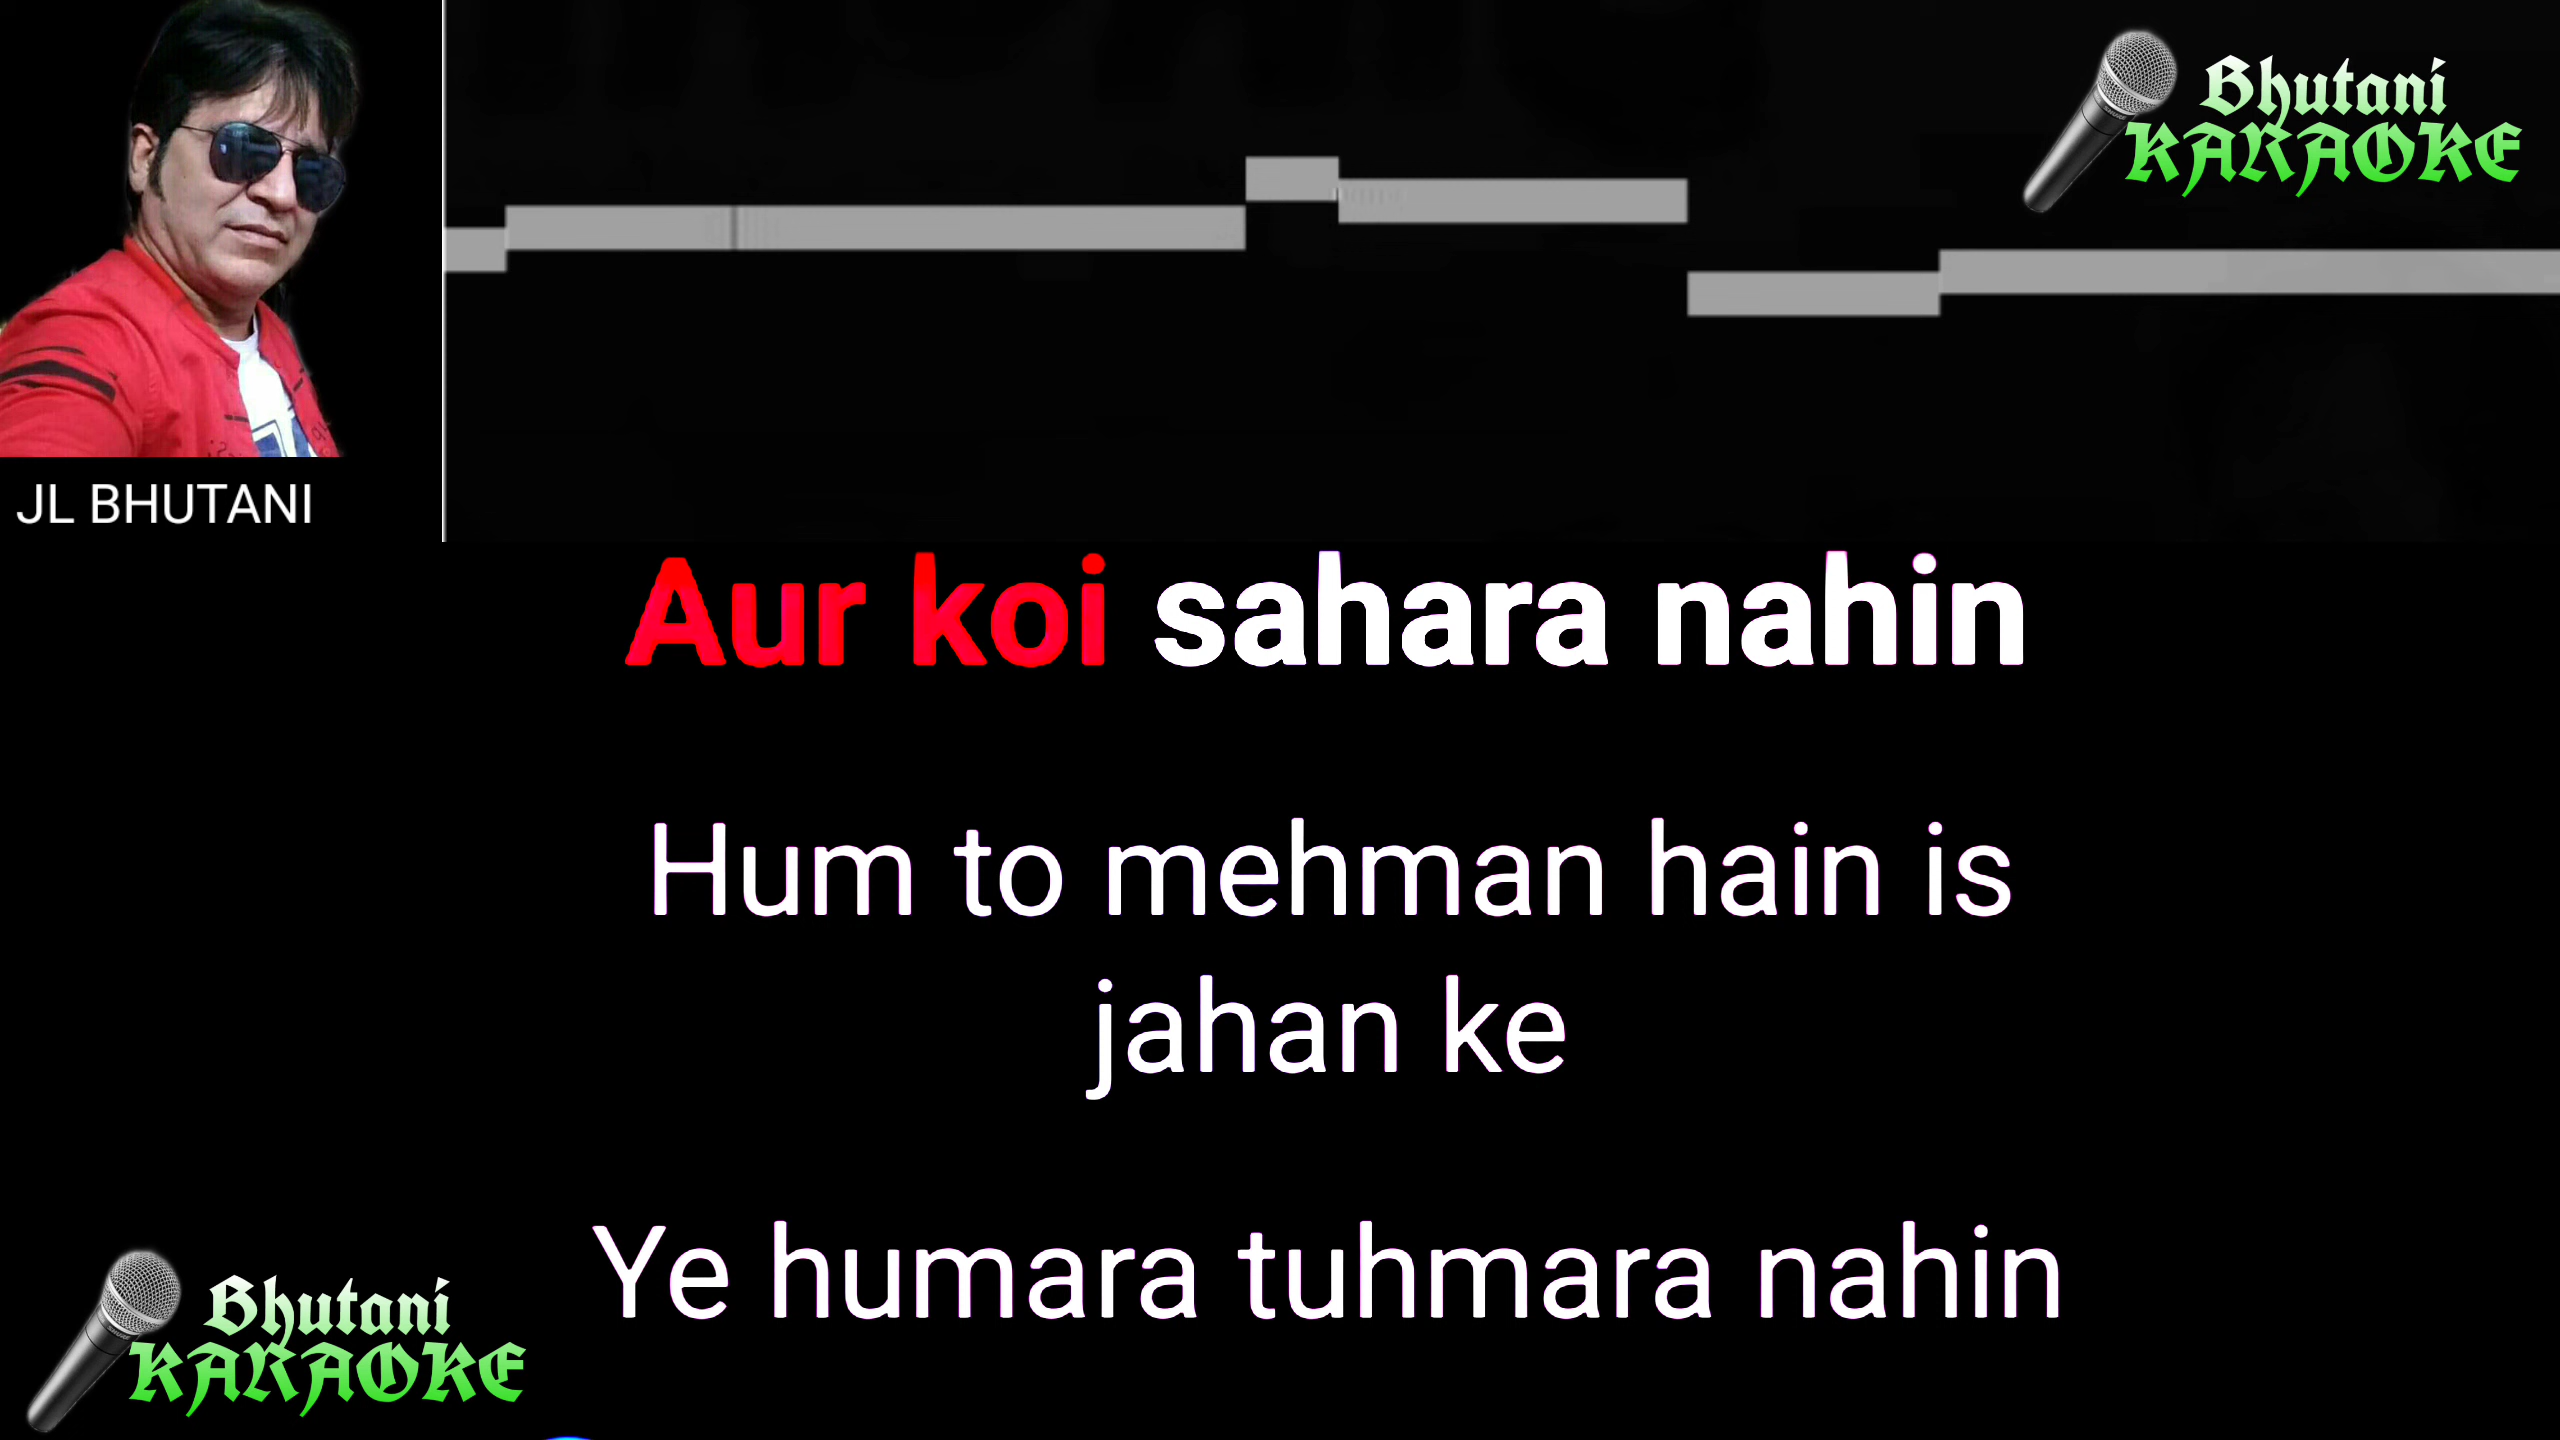 Bhutani
KARAOKE
JL BHUTANI
Aur koi sahara nahin
Hum to mehman hain is
jahan ke
Ye humara tuhmara nahin
Bhutani
KARAOKE